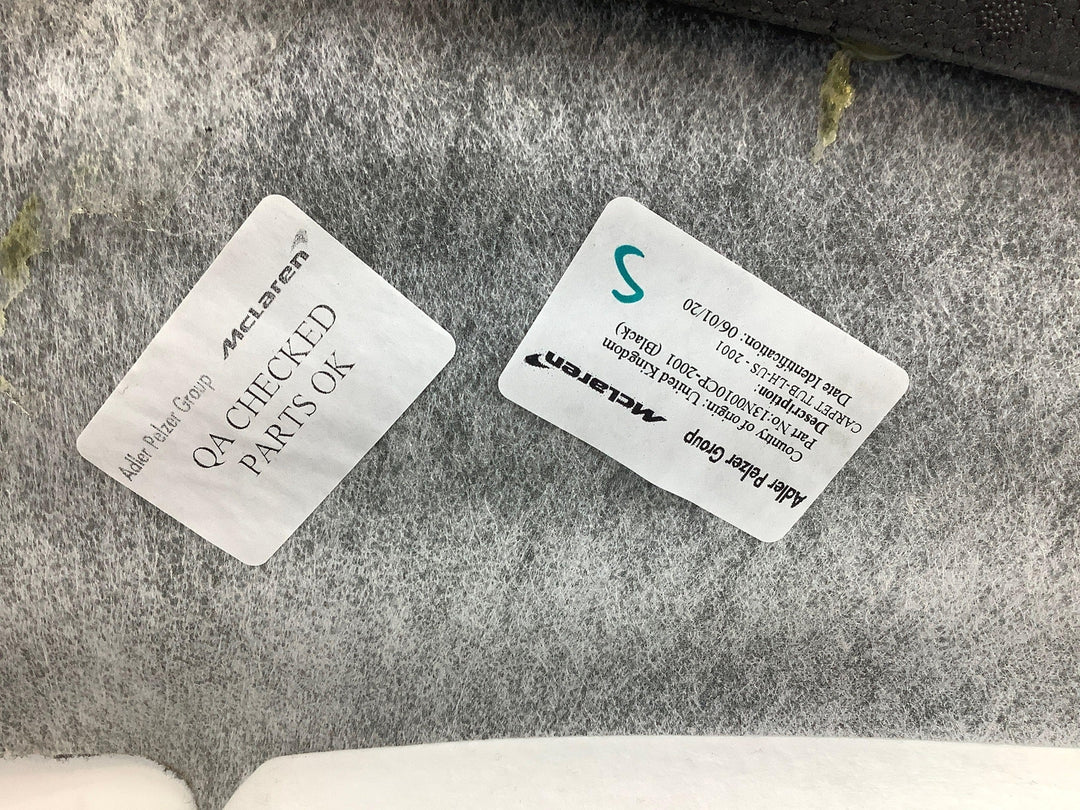 Adler Pelzer Group McLaren
QA CHECKED
PARTS OK
Adler Pelzer Group McLaren
Country of origin: United Kingdom
Part No:13N0010CP-2001 (Black)
Description:
CARPET TUB-LH-US - 2001
Date Identification: 06/01/20
S